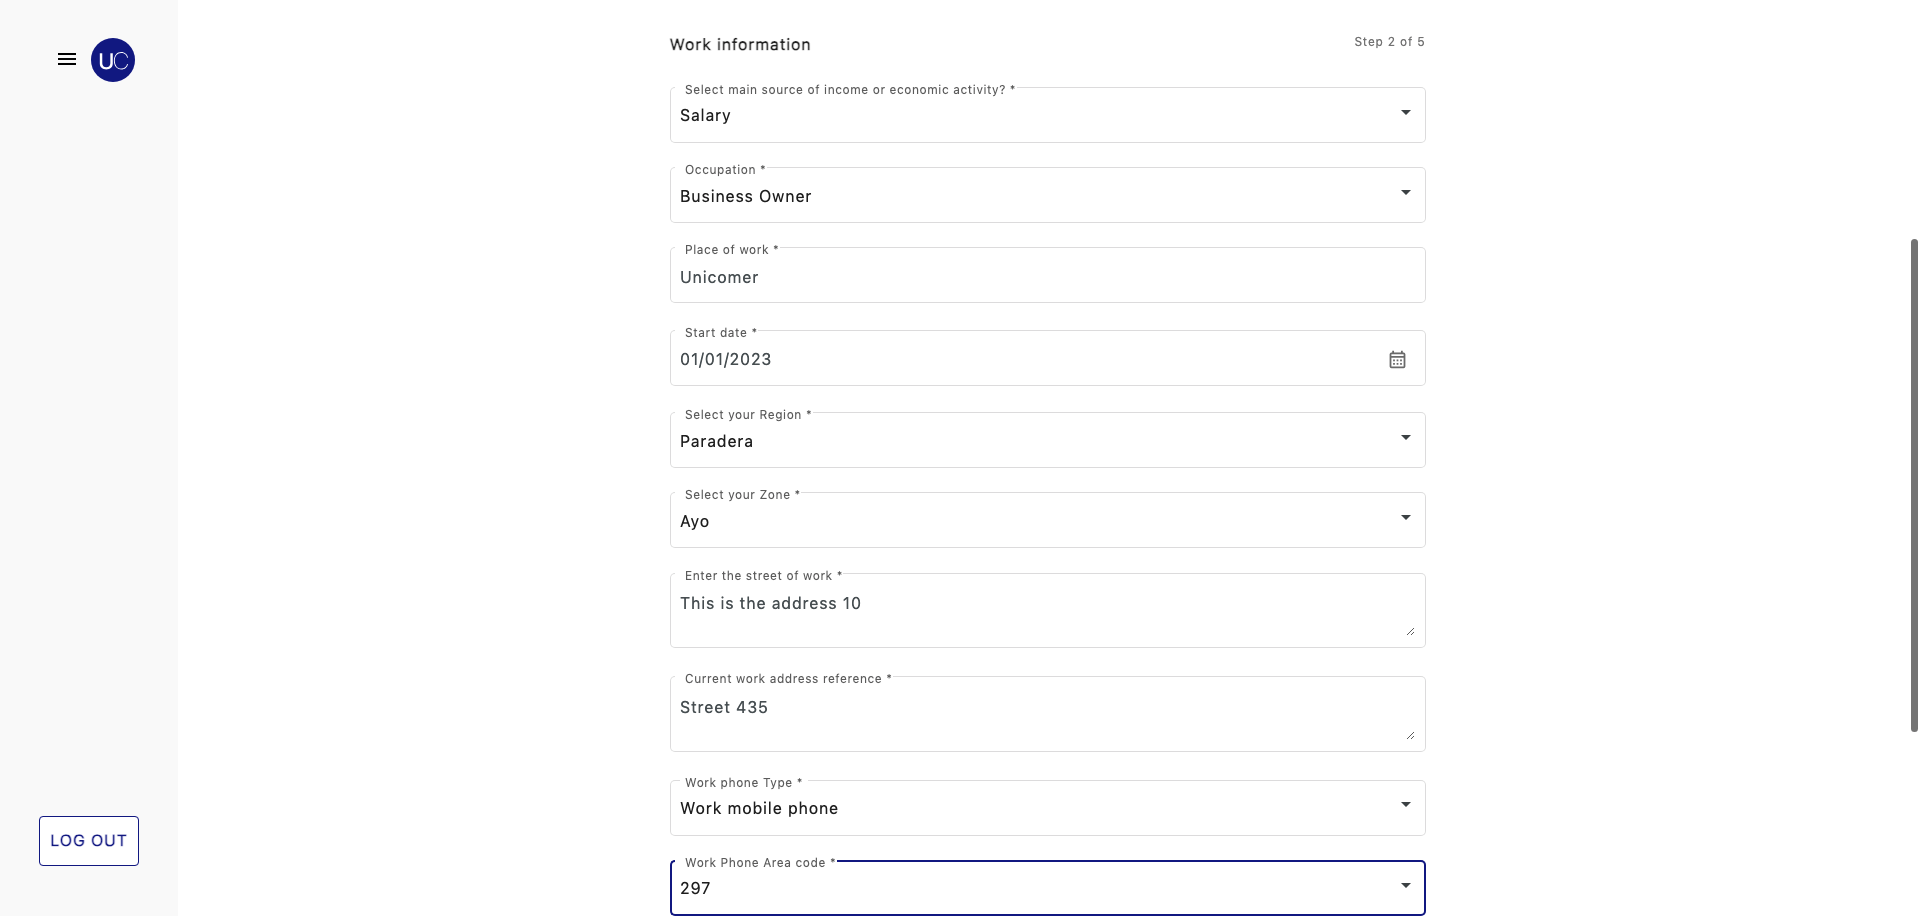 UC
Work information
Step 2 of 5
Select main source of income or economic activity? *
Salary
Occupation *
Business Owner
Place of work *
Unicomer
Start date *
01/01/2023
Select your Region *
Paradera
Select your Zone *
Ayo
Enter the street of work *
This is the address 10
Current work address reference *
Street 435
Work phone Type *
Work mobile phone
LOG OUT
Work Phone Area code *
297